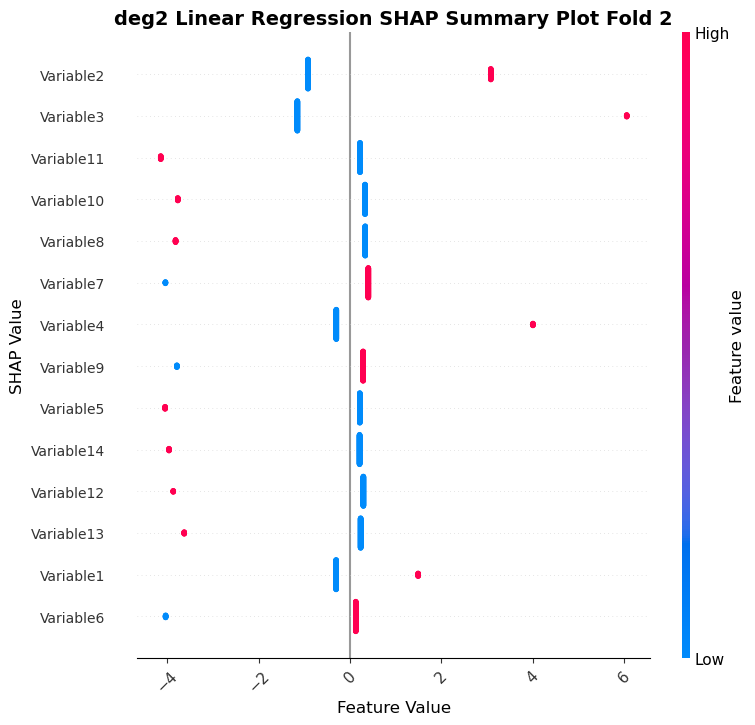 deg2 Linear Regression SHAP Summary Plot Fold 2
High
Variable2
Variable3
Variable11
Variable10
Variable8
Variable7
Variable4
Variable9
Variable5
Variable14
Variable12
Variable13
Variable1
Variable6
SHAP Value
Feature value
Low
−4
−2
0
2
4
6
Feature Value